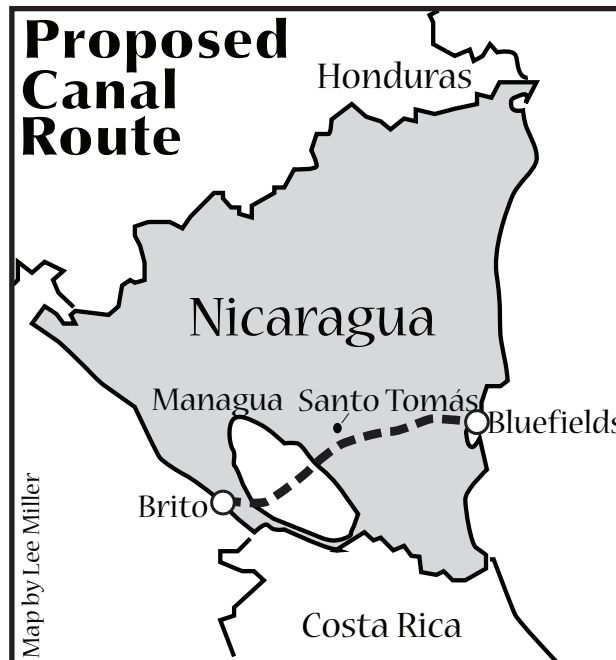 Proposed
Canal
Route
Honduras
Nicaragua
Managua
Santo Tomás
Bluefields
Brito
Costa Rica
Map by Lee Miller